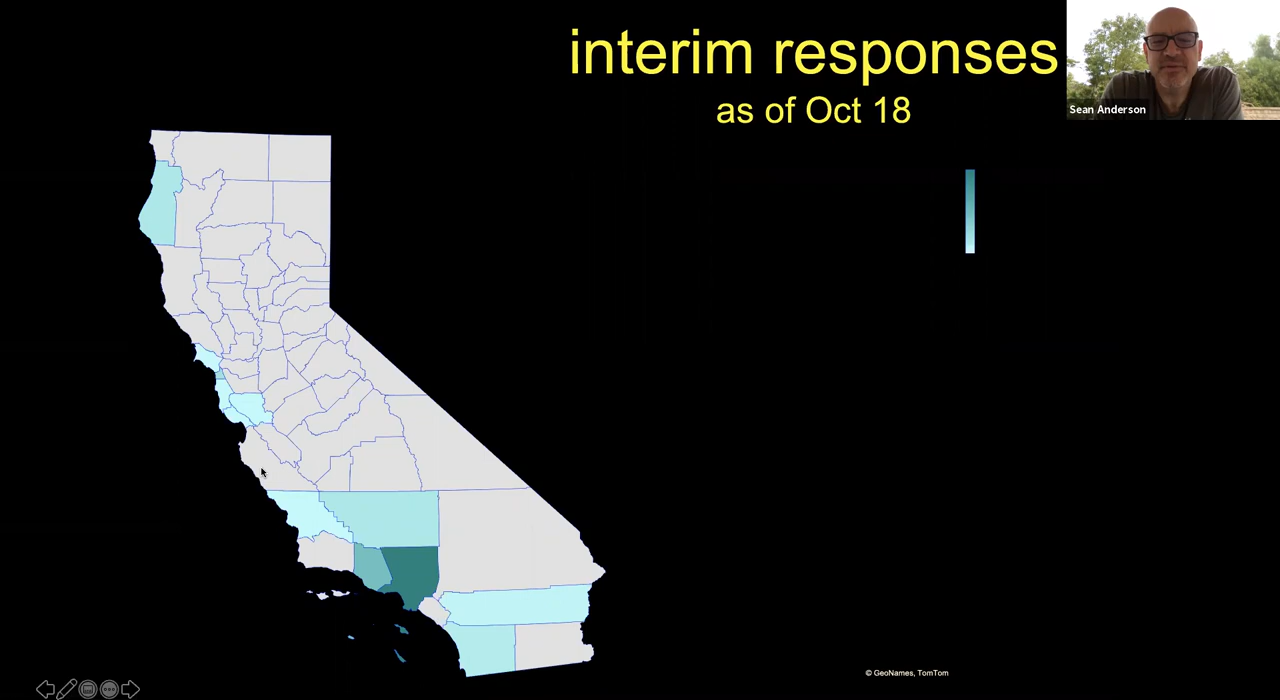 interim responses
as of Oct 18
Sean Anderson
© GeoNames, TomTom